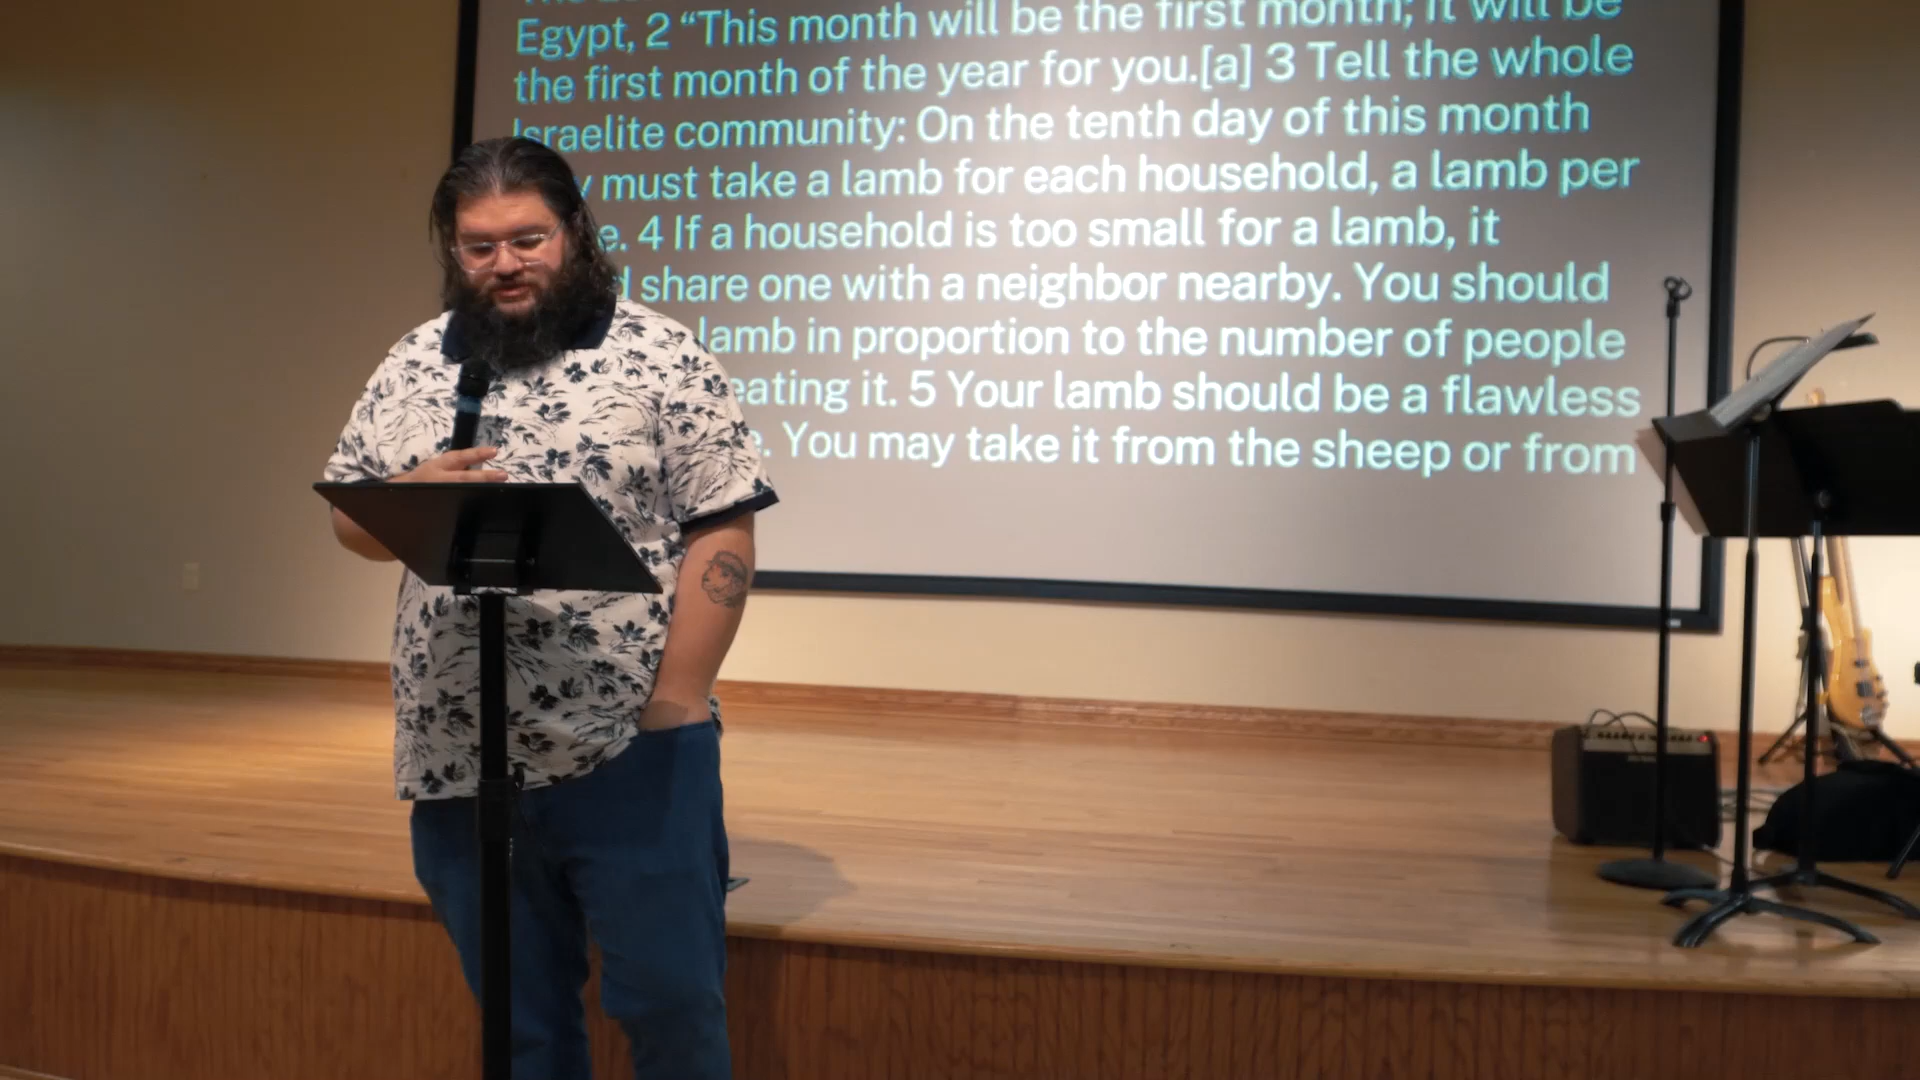 Egypt, 2 “This month will be the first month; it will be
the first month of the year for you.[a] 3 Tell the whole
Israelite community: On the tenth day of this month
must take a lamb for each household, a lamb per
4 If a household is too small for a lamb, it
share one with a neighbor nearby. You should
lamb in proportion to the number of people
eating it. 5 Your lamb should be a flawless
You may take it from the sheep or from